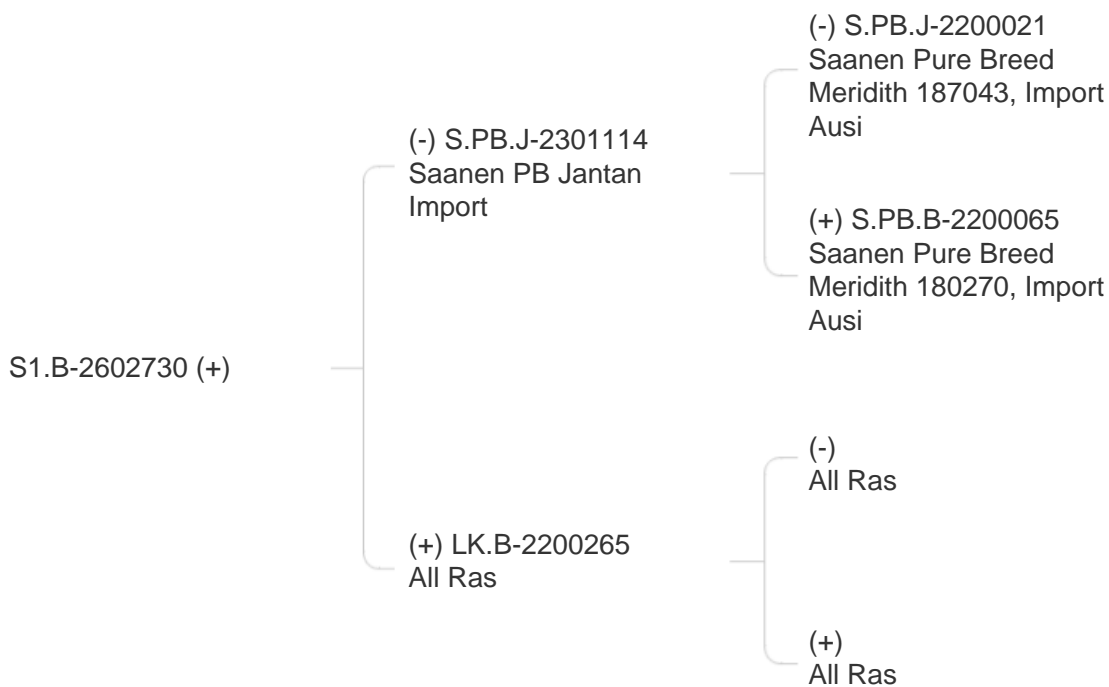 (-) S.PB.J-2200021
Saanen Pure Breed
Meridith 187043, Import
Ausi
(-) S.PB.J-2301114
Saanen PB Jantan
Import
(+) S.PB.B-2200065
Saanen Pure Breed
Meridith 180270, Import
Ausi
S1.B-2602730 (+)
(-)
All Ras
(+) LK.B-2200265
All Ras
(+)
All Ras